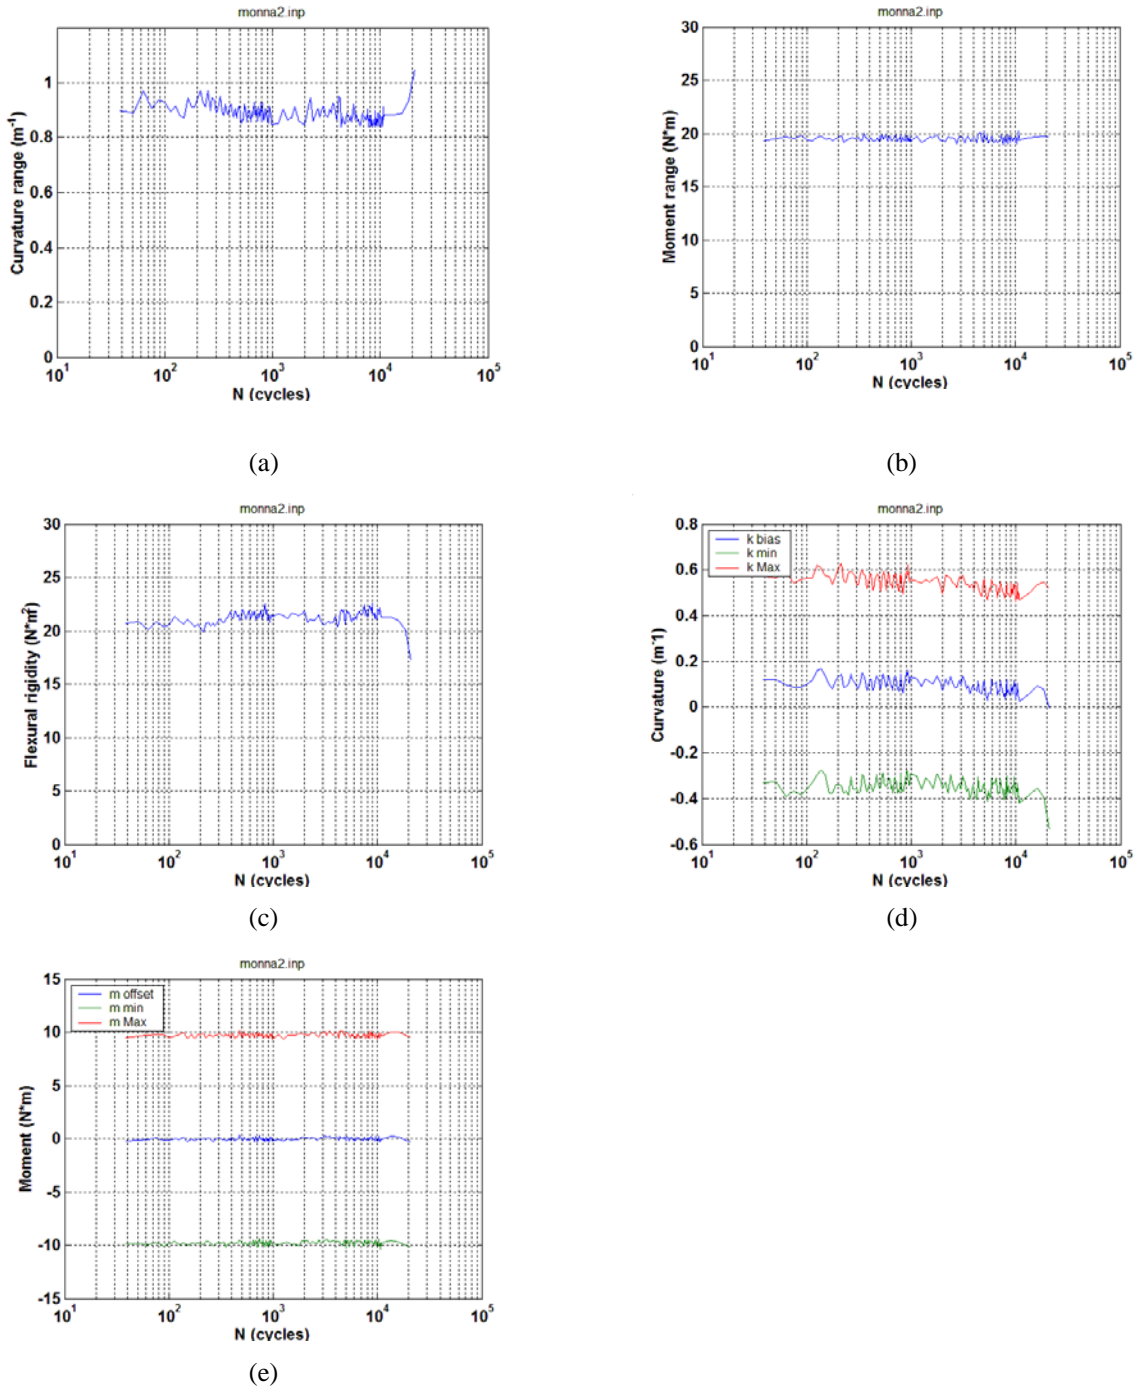 monna2.inp
1
0.8
0.6
0.4
0.2
0
Curvature range (m⁻¹)
10¹ 10² 10³ 10⁴ 10⁵
N (cycles)
(a)
monna2.inp
30
25
20
15
10
5
0
Moment range (N*m)
10¹ 10² 10³ 10⁴ 10⁵
N (cycles)
(b)
monna2.inp
30
25
20
15
10
5
0
Flexural rigidity (N*m²)
10¹ 10² 10³ 10⁴ 10⁵
N (cycles)
(c)
monna2.inp
k bias
k min
k Max
0.8
0.6
0.4
0.2
0
-0.2
-0.4
-0.6
Curvature (m⁻1)
10¹ 10² 10³ 10⁴ 10⁵
N (cycles)
(d)
monna2.inp
m offset
m min
m Max
15
10
5
0
-5
-10
-15
Moment (N*m)
10¹ 10² 10³ 10⁴ 10⁵
N (cycles)
(e)